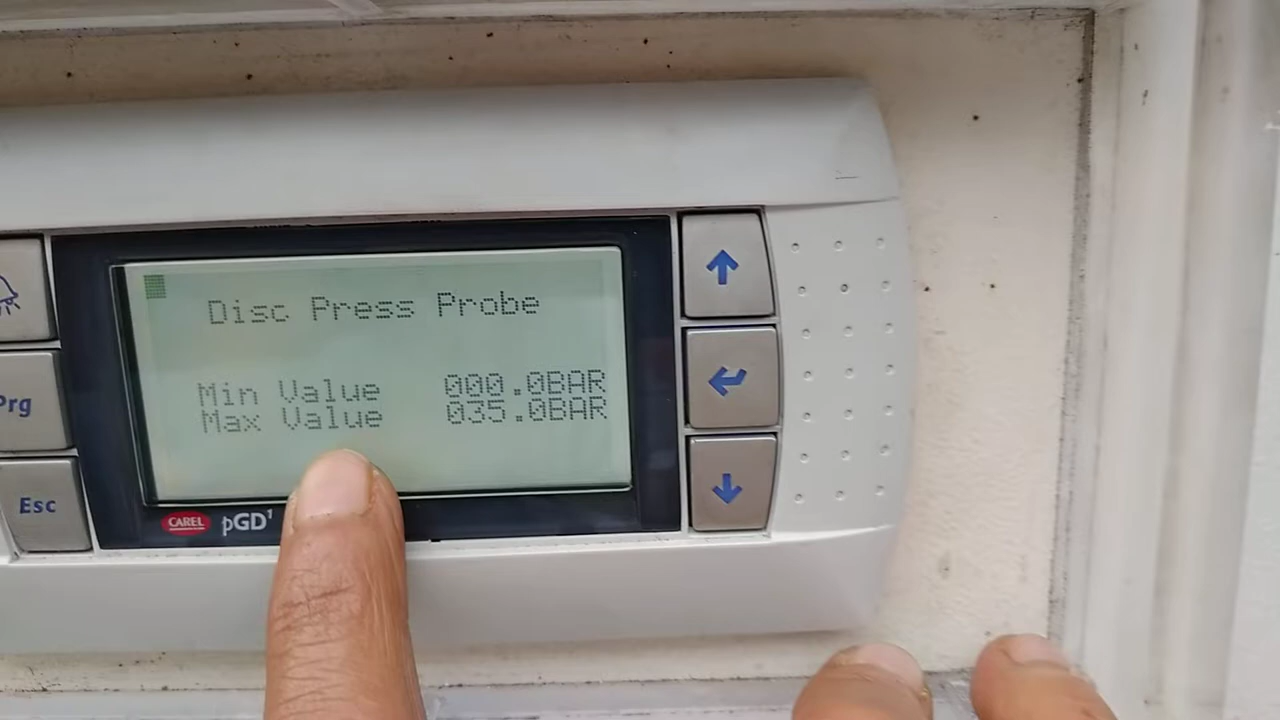 Disc Press Probe
Min Value 000.0BAR
Max Value 035.0BAR
Prg
Esc
CAREL pGD¹